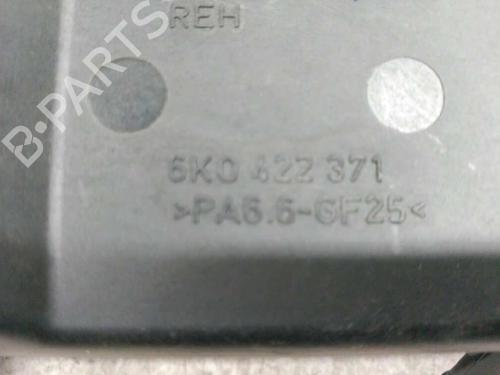 REH
B-PARTS
6K0 422 371
>PA6.6-GF25<